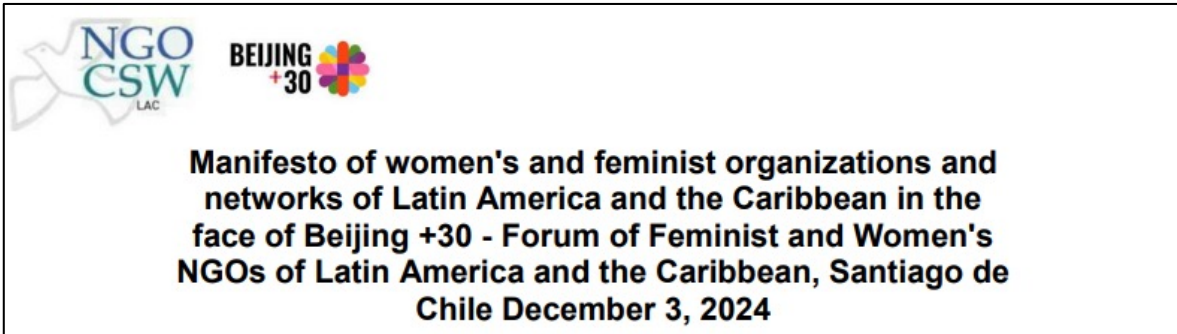 NGO
CSW
LAC
BEIJING
+30
Manifesto of women's and feminist organizations and
networks of Latin America and the Caribbean in the
face of Beijing +30 - Forum of Feminist and Women's
NGOs of Latin America and the Caribbean, Santiago de
Chile December 3, 2024